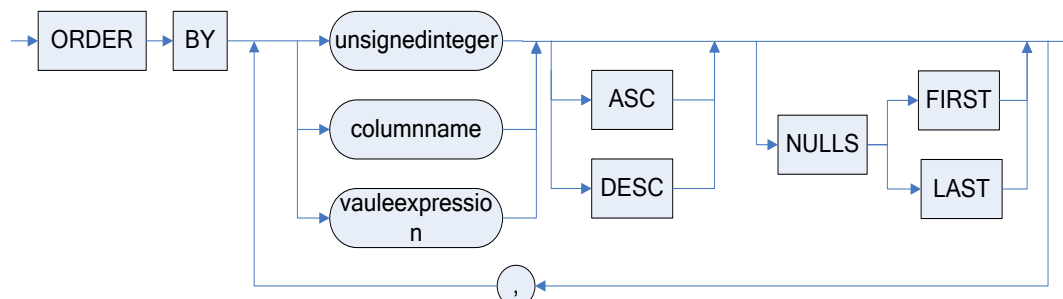 ORDER
BY
unsignedinteger
columnname
vauleexpressio
n
ASC
DESC
NULLS
FIRST
LAST
,